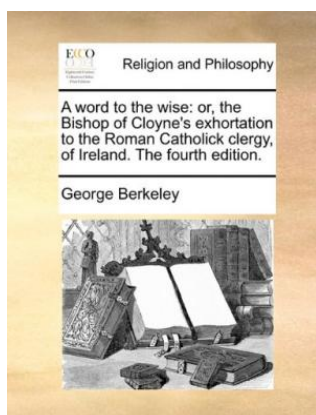 ECCO
Religion and Philosophy
A word to the wise: or, the
Bishop of Cloyne's exhortation
to the Roman Catholick clergy,
of Ireland. The fourth edition.
George Berkeley